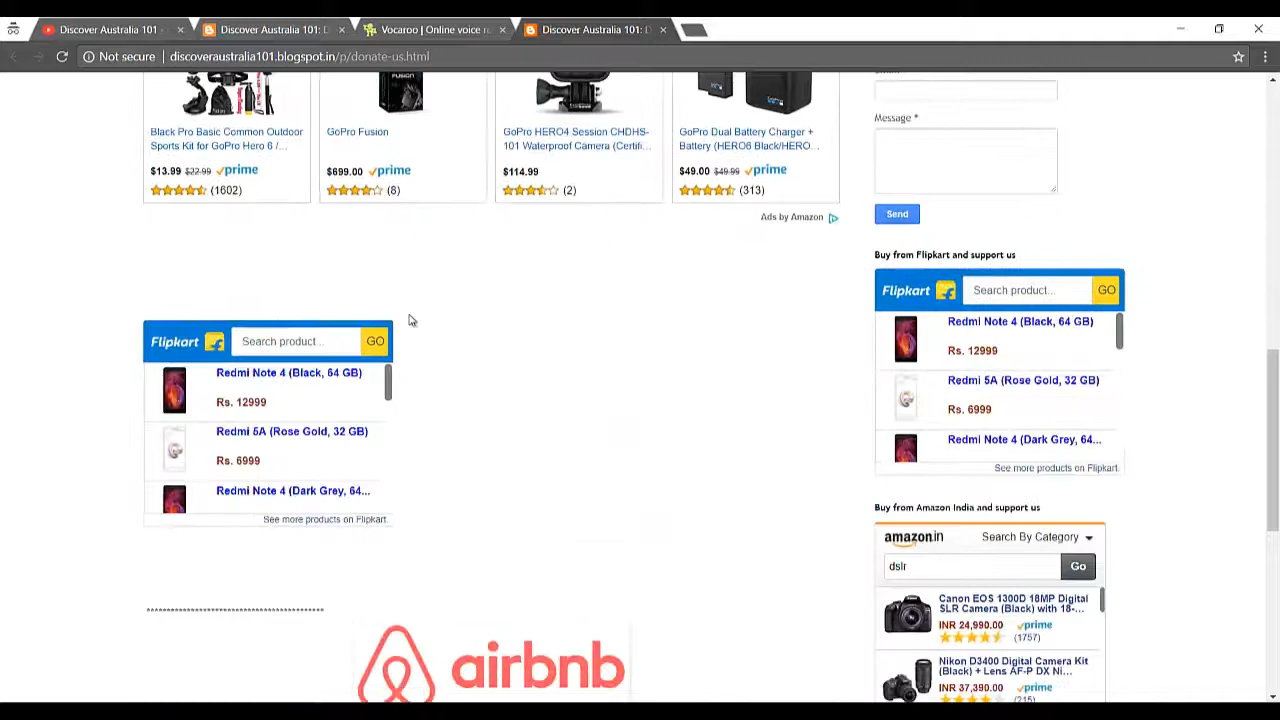 Discover Australia 101 -
Discover Australia 101: D
Vocaroo | Online voice re
Discover Australia 101: D
Not secure
discoveraustralia101.blogspot.in/p/donate-us.html
FUSION
Black Pro Basic Common Outdoor
Sports Kit for GoPro Hero 6 /…
$13.99 $22.99 prime
(1602)
GoPro Fusion
$699.00 prime
(8)
GoPro HERO4 Session CHDHS-
101 Waterproof Camera (Certifi…
$114.99
(2)
GoPro Dual Battery Charger +
Battery (HERO6 Black/HERO…
$49.00 $49.99 prime
(313)
Ads by Amazon
Flipkart
Search product...
GO
Redmi Note 4 (Black, 64 GB)
Rs. 12999
Redmi 5A (Rose Gold, 32 GB)
Rs. 6999
Redmi Note 4 (Dark Grey, 64...
See more products on Flipkart.
********************************************
airbnb
Message *
Send
Buy from Flipkart and support us
Flipkart
Search product...
GO
Redmi Note 4 (Black, 64 GB)
Rs. 12999
Redmi 5A (Rose Gold, 32 GB)
Rs. 6999
Redmi Note 4 (Dark Grey, 64...
See more products on Flipkart.
Buy from Amazon India and support us
amazon.in
Search By Category
dslr
Go
Canon EOS 1300D 18MP Digital
SLR Camera (Black) with 18-...
INR 24,990.00 prime
(1757)
Nikon D3400 Digital Camera Kit
(Black) + Lens AF-P DX Ni...
INR 37,390.00 prime
(215)